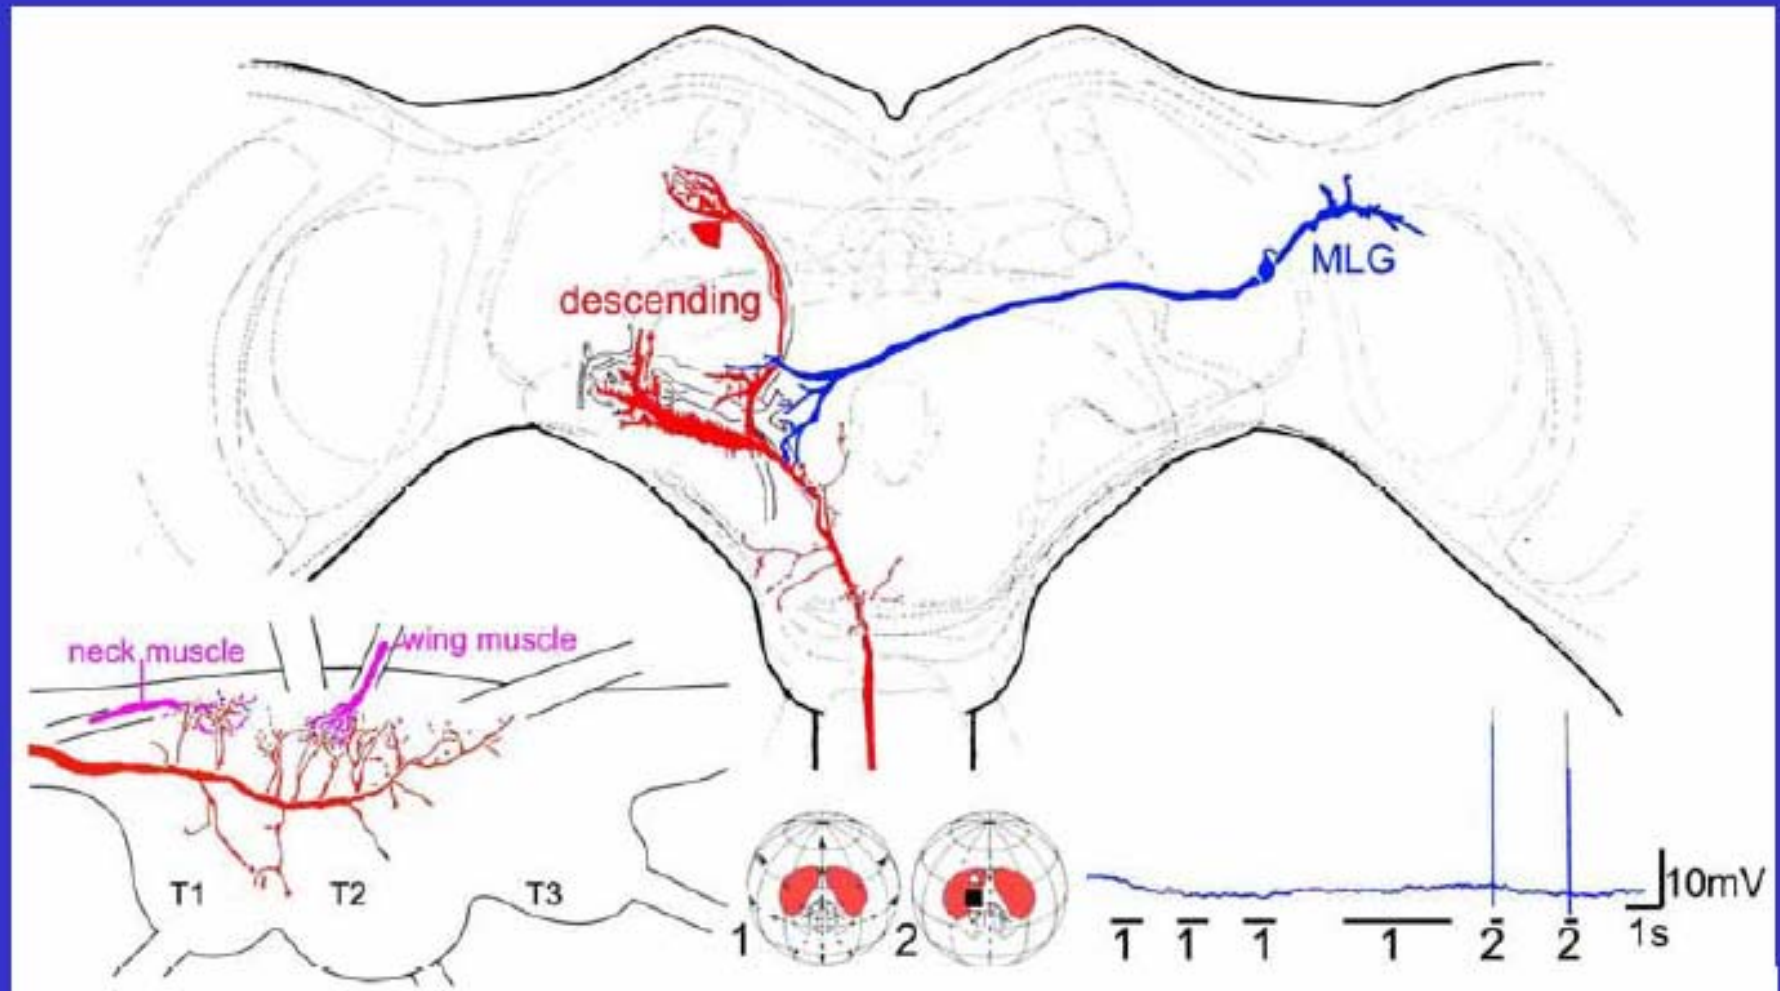 MLG
descending
neck muscle
wing muscle
T1 T2 T3
1 2
10mV
1s
1 1 1 1 2 2